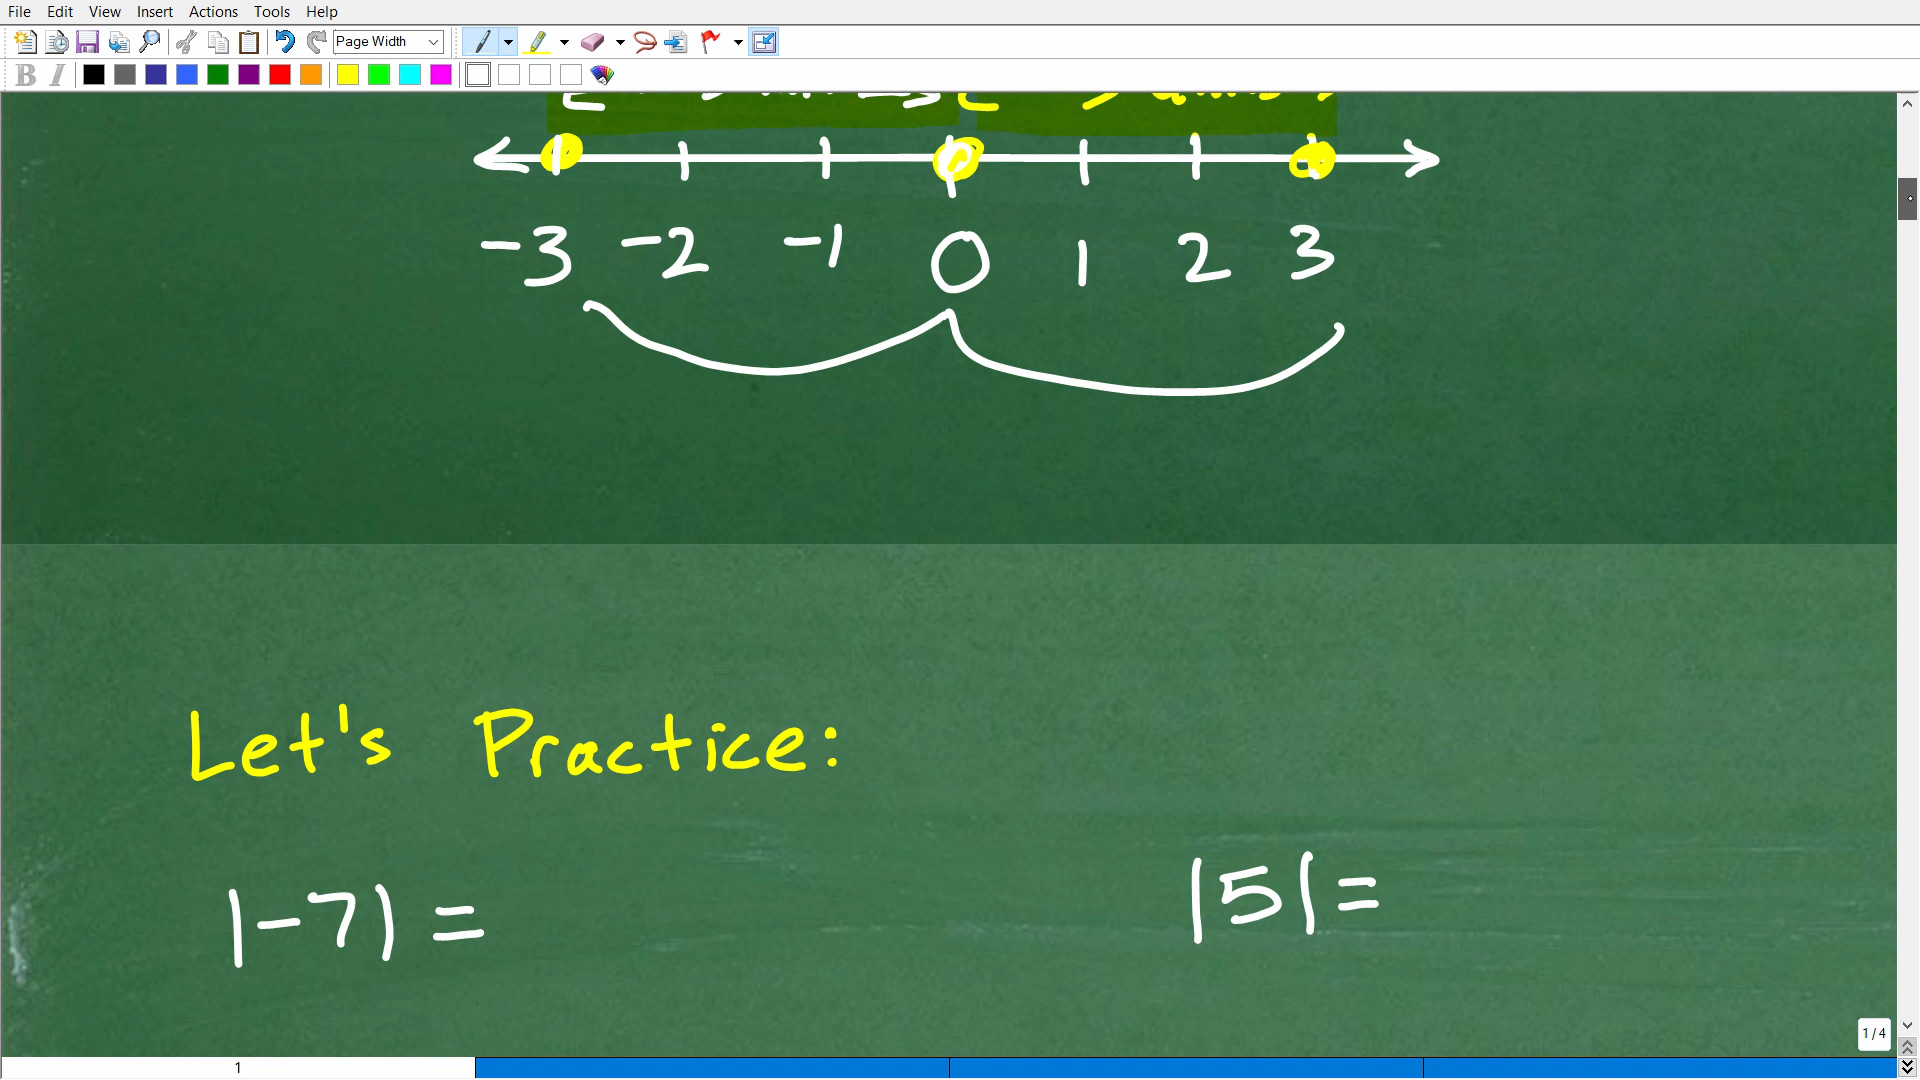 File Edit View Insert Actions Tools Help
Page Width
B I
-3 -2 -1 0 1 2 3
Let's Practice:
|-7| =
|5| =
1 / 4
1